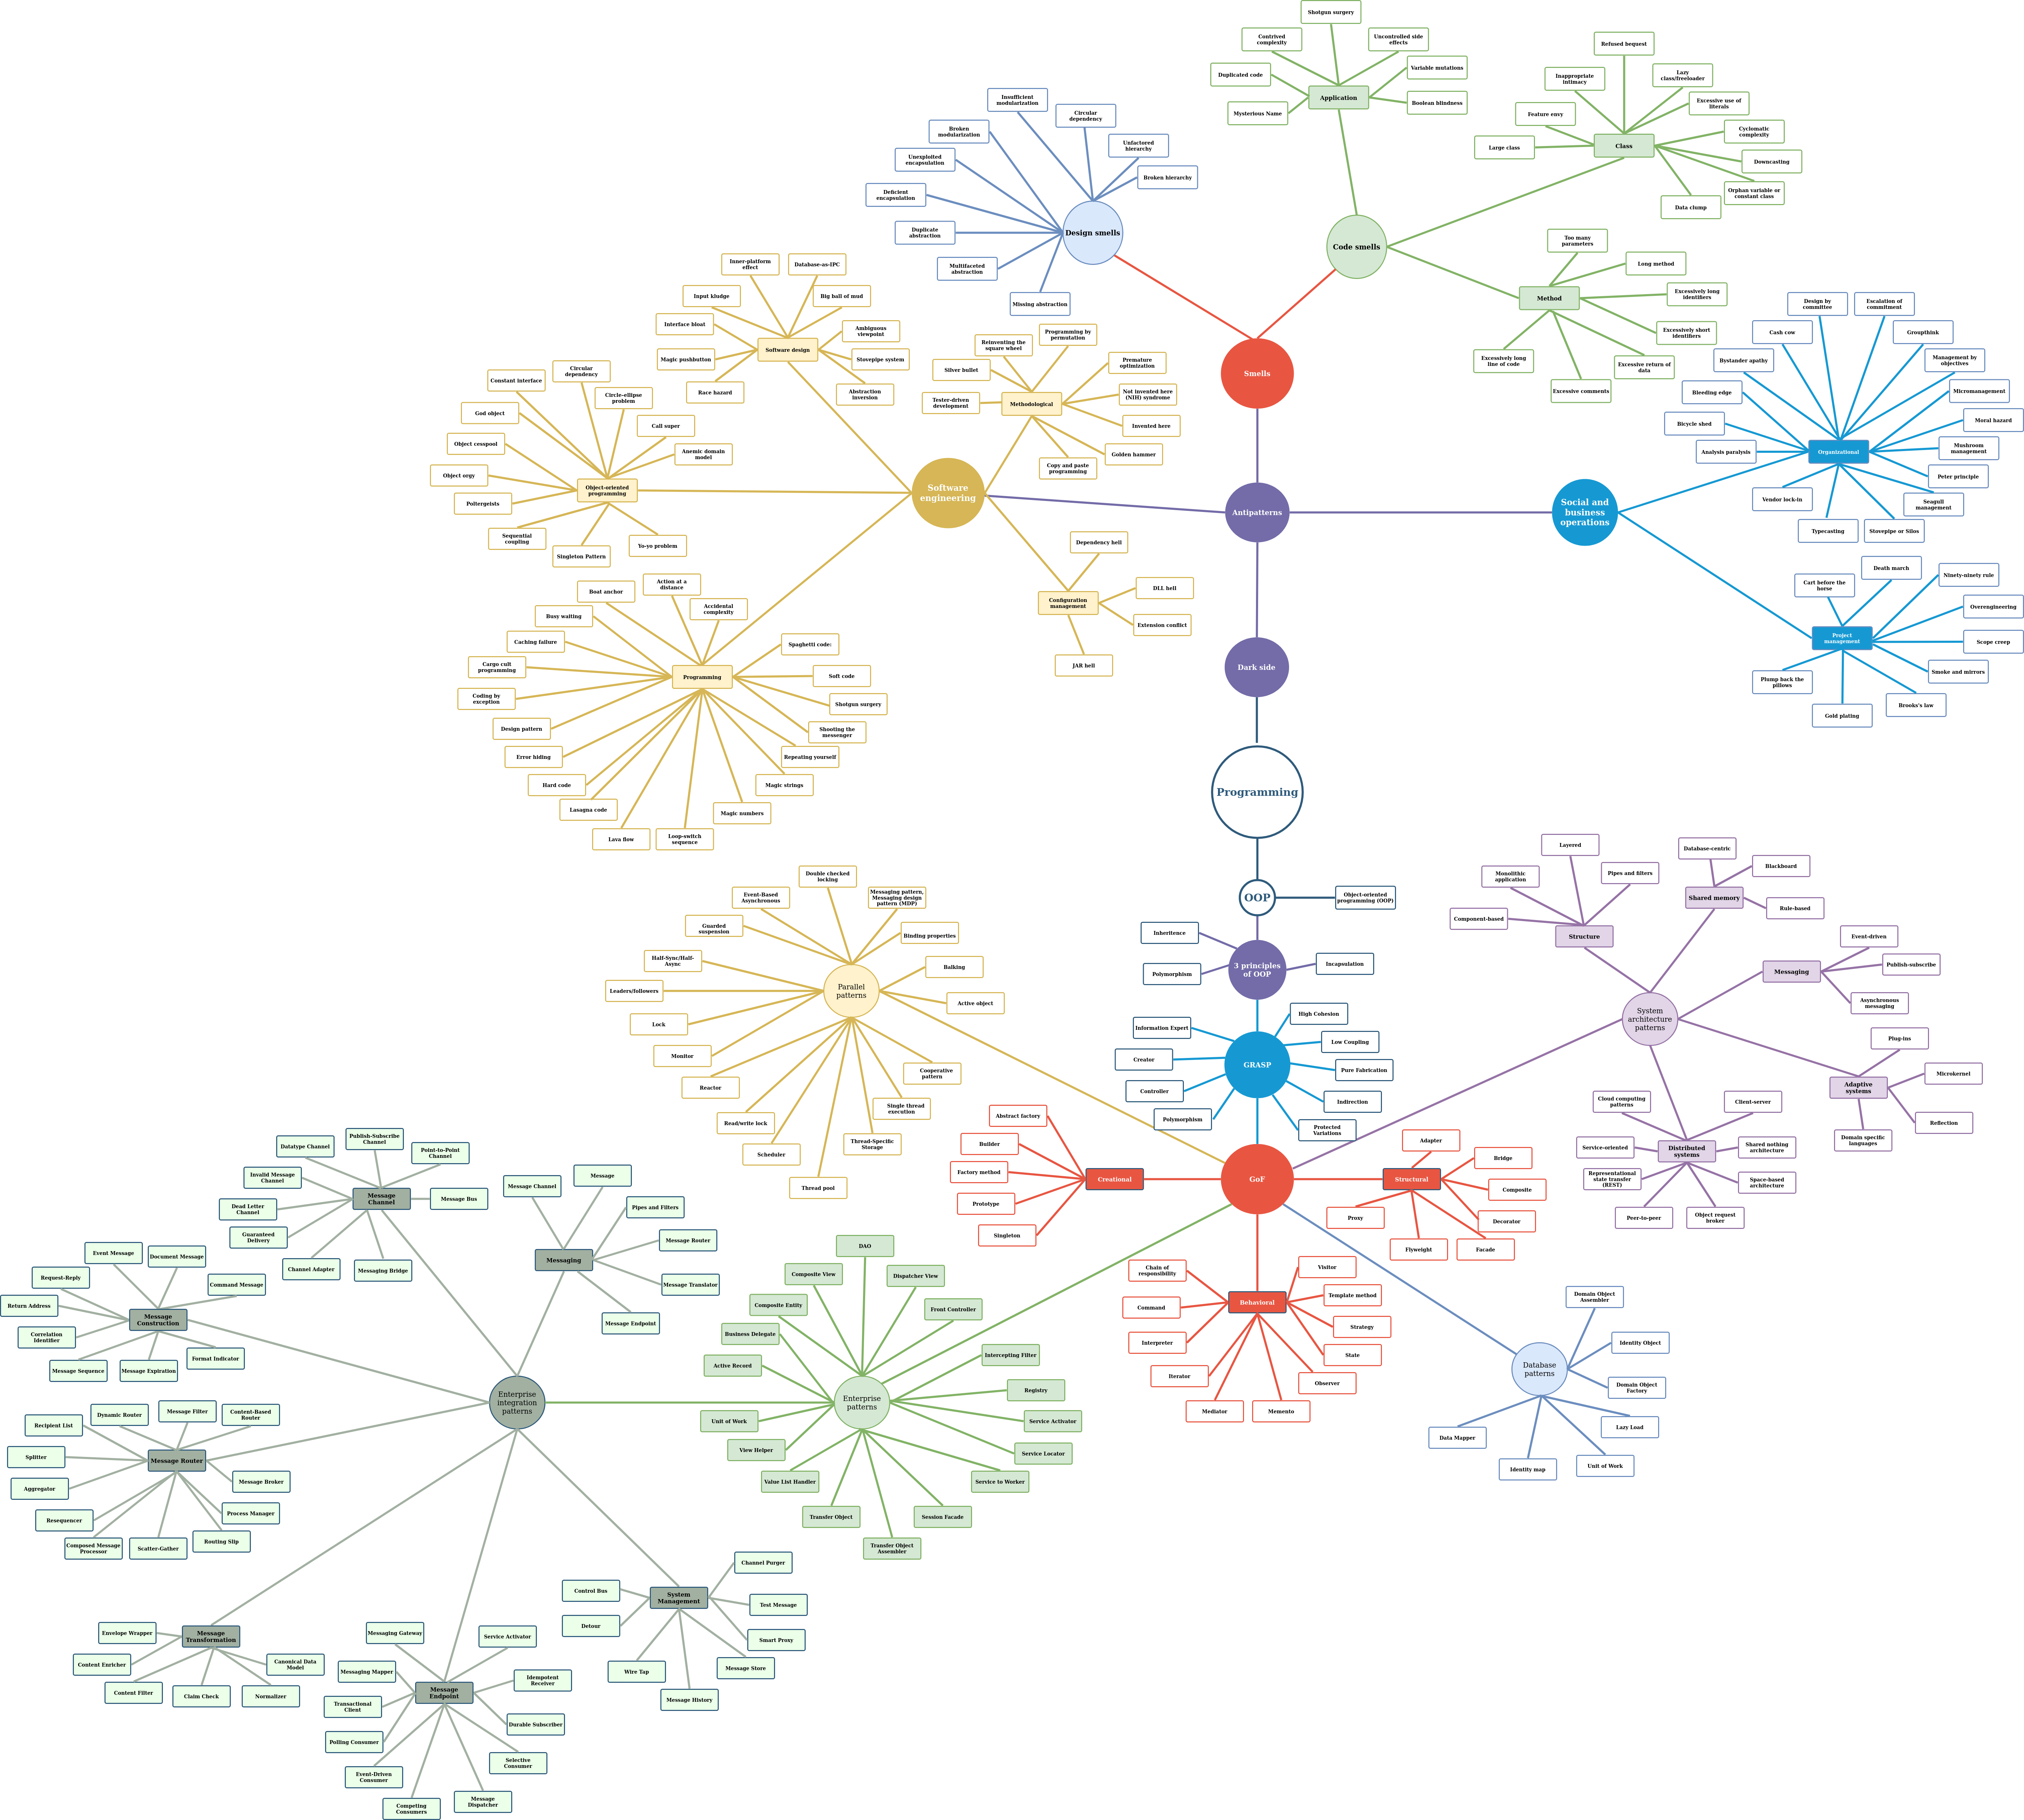 Shotgun surgery
Contrived
complexity
Uncontrolled side
effects
Duplicated code
Variable mutations
Mysterious Name
Boolean blindness
Application
Refused bequest
Inappropriate
intimacy
Lazy
class/freeloader
Feature envy
Excessive use of
literals
Large class
Cyclomatic
complexity
Class
Downcasting
Orphan variable or
constant class
Data clump
Insufficient
modularization
Circular
dependency
Broken
modularization
Unfactored
hierarchy
Unexploited
encapsulation
Broken hierarchy
Deficient
encapsulation
Duplicate
abstraction
Multifaceted
abstraction
Missing abstraction
Design smells
Code smells
Too many
parameters
Long method
Method
Excessively long
identifiers
Excessively short
identifiers
Excessively long
line of code
Excessive return of
data
Excessive comments
Smells
Inner-platform
effect
Database-as-IPC
Input kludge
Big ball of mud
Interface bloat
Ambiguous
viewpoint
Software design
Magic pushbutton
Stovepipe system
Race hazard
Abstraction
inversion
Reinventing the
square wheel
Programming by
permutation
Silver bullet
Premature
optimization
Tester-driven
development
Methodological
Not invented here
(NIH) syndrome
Invented here
Golden hammer
Copy and paste
programming
Constant interface
Circular
dependency
Circle-ellipse
problem
God object
Call super
Object cesspool
Anemic domain
model
Object orgy
Object-oriented
programming
Poltergeists
Sequential
coupling
Singleton Pattern
Yo-yo problem
Software
engineering
Antipatterns
Social and
business
operations
Design by
committee
Escalation of
commitment
Cash cow
Groupthink
Bystander apathy
Management by
objectives
Bleeding edge
Micromanagement
Bicycle shed
Moral hazard
Analysis paralysis
Organizational
Mushroom
management
Peter principle
Vendor lock-in
Seagull
management
Typecasting
Stovepipe or Silos
Death march
Cart before the
horse
Ninety-ninety rule
Overengineering
Project
management
Scope creep
Smoke and mirrors
Plump back the
pillows
Gold plating
Brooks's law
Dependency hell
DLL hell
Configuration
management
Extension conflict
JAR hell
Dark side
Boat anchor
Action at a
distance
Accidental
complexity
Busy waiting
Caching failure
Spaghetti code:
Cargo cult
programming
Programming
Soft code
Coding by
exception
Shotgun surgery
Design pattern
Shooting the
messenger
Error hiding
Repeating yourself
Hard code
Magic strings
Lasagna code
Magic numbers
Lava flow
Loop-switch
sequence
Programming
OOP
Object-oriented
programming (OOP)
Inheritence
3 principles
of OOP
Incapsulation
Polymorphism
High Cohesion
Information Expert
Low Coupling
Creator
GRASP
Pure Fabrication
Controller
Indirection
Polymorphism
Protected
Variations
Double checked
locking
Event-Based
Asynchronous
Messaging pattern,
Messaging design
pattern (MDP)
Guarded
suspension
Binding properties
Half-Sync/Half-
Async
Balking
Leaders/followers
Parallel
patterns
Active object
Lock
Monitor
Cooperative
pattern
Reactor
Single thread
execution
Read/write lock
Thread-Specific
Storage
Scheduler
Thread pool
Layered
Database-centric
Monolithic
application
Pipes and filters
Blackboard
Component-based
Shared memory
Rule-based
Structure
Event-driven
Messaging
Publish-subscribe
Asynchronous
messaging
System
architecture
patterns
Plug-ins
Microkernel
Adaptive
systems
Reflection
Domain specific
languages
Cloud computing
patterns
Client-server
Service-oriented
Distributed
systems
Shared nothing
architecture
Representational
state transfer
(REST)
Space-based
architecture
Peer-to-peer
Object request
broker
Abstract factory
Builder
Factory method
Creational
Prototype
Singleton
GoF
Adapter
Bridge
Structural
Composite
Proxy
Decorator
Flyweight
Facade
Chain of
responsibility
Visitor
Command
Behavioral
Template method
Interpreter
Strategy
Iterator
State
Mediator
Memento
Observer
Domain Object
Assembler
Identity Object
Database
patterns
Domain Object
Factory
Lazy Load
Data Mapper
Identity map
Unit of Work
DAO
Composite View
Dispatcher View
Composite Entity
Front Controller
Business Delegate
Intercepting Filter
Active Record
Registry
Enterprise
patterns
Unit of Work
Service Activator
View Helper
Service Locator
Value List Handler
Service to Worker
Transfer Object
Session Facade
Transfer Object
Assembler
Enterprise
integration
patterns
Message Channel
Message
Pipes and Filters
Messaging
Message Router
Message Translator
Message Endpoint
Datatype Channel
Publish-Subscribe
Channel
Point-to-Point
Channel
Invalid Message
Channel
Message
Channel
Message Bus
Dead Letter
Channel
Guaranteed
Delivery
Channel Adapter
Messaging Bridge
Event Message
Document Message
Request-Reply
Command Message
Return Address
Message
Construction
Correlation
Identifier
Format Indicator
Message Sequence
Message Expiration
Dynamic Router
Message Filter
Content-Based
Router
Recipient List
Splitter
Message Router
Aggregator
Message Broker
Resequencer
Process Manager
Composed Message
Processor
Scatter-Gather
Routing Slip
Envelope Wrapper
Message
Transformation
Content Enricher
Canonical Data
Model
Content Filter
Claim Check
Normalizer
Messaging Gateway
Service Activator
Messaging Mapper
Idempotent
Receiver
Transactional
Client
Message
Endpoint
Durable Subscriber
Polling Consumer
Selective
Consumer
Event-Driven
Consumer
Message
Dispatcher
Competing
Consumers
Channel Purger
Control Bus
System
Management
Test Message
Detour
Smart Proxy
Wire Tap
Message Store
Message History